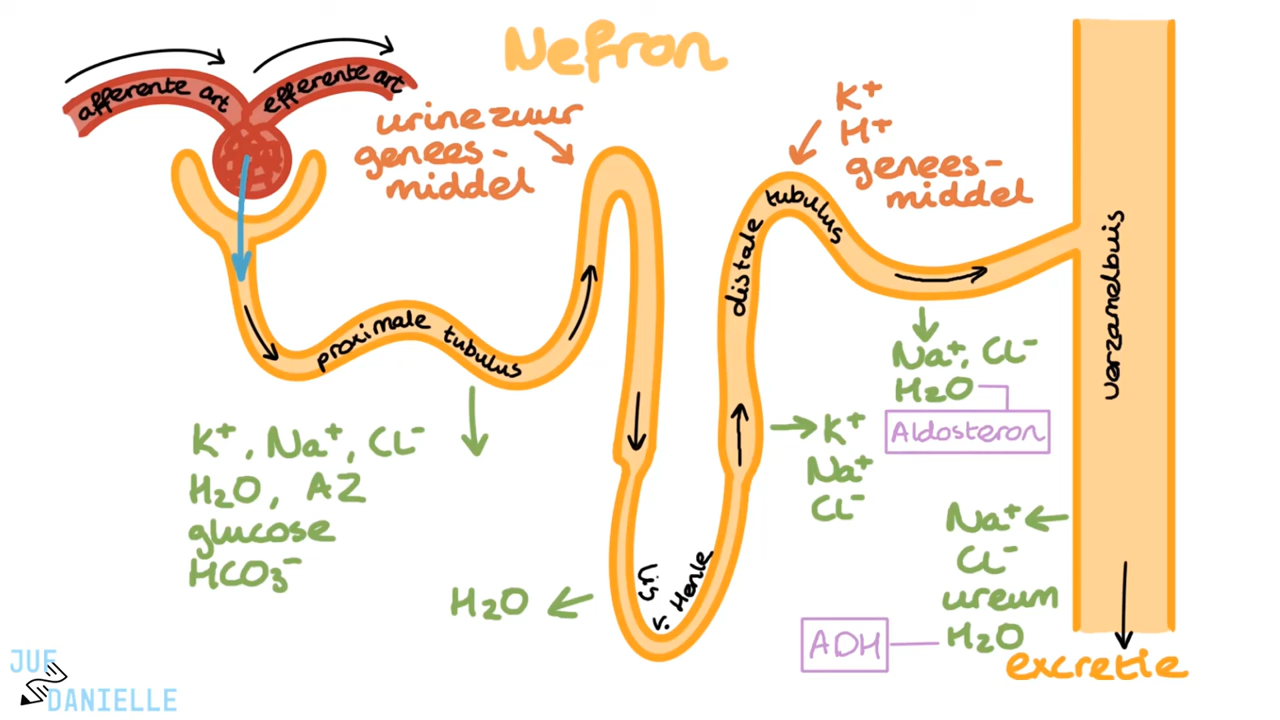 Nefron
afferente art
efferente art
urinezuur
genees-
middel
K+
H+
genees-
middel
proximale tubulus
distale tubulus
verzamelbuis
K+, Na+, CL-
H2O, AZ
glucose
HCO3-
H2O
Lis
v. Henle
K+
Na+
CL-
Na+, CL-
H2O
Aldosteron
Na+
CL-
ureum
H2O
ADH
excretie
JUF
DANIELLE